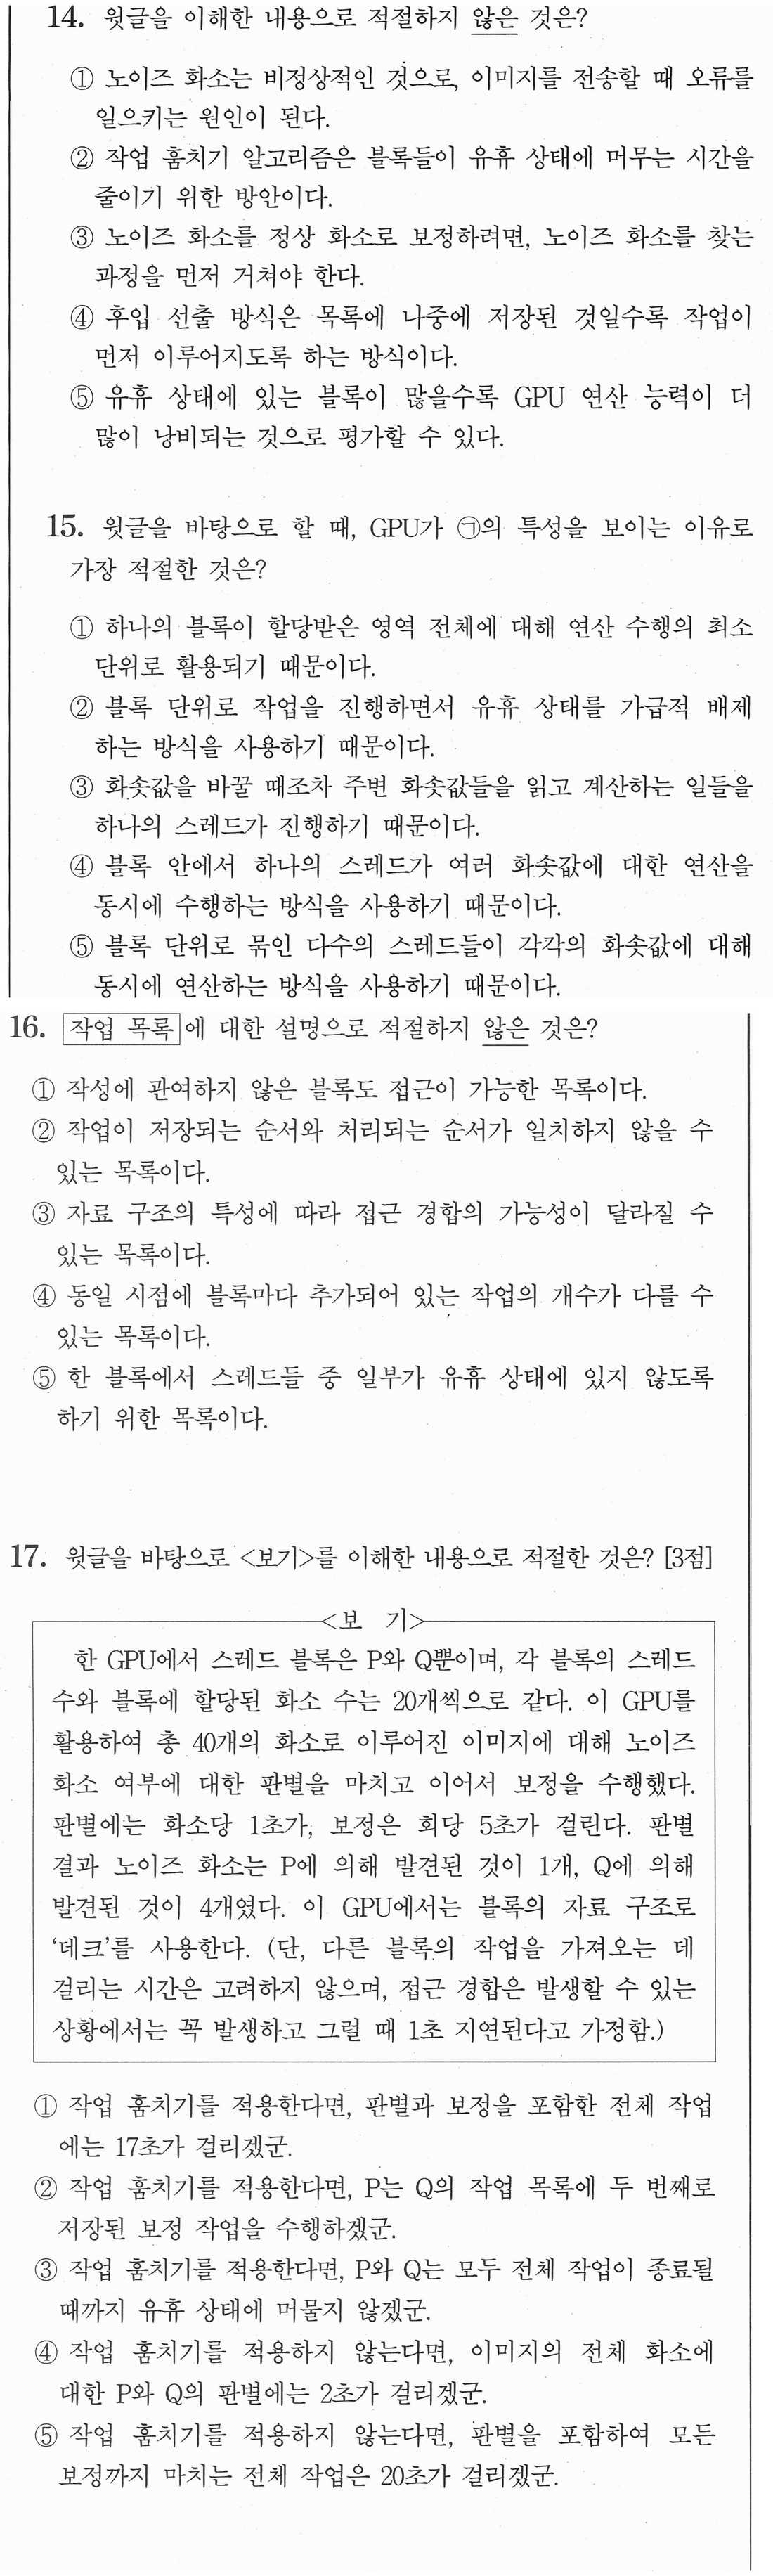 14. 윗글을 이해한 내용으로 적절하지 않은 것은?
① 노이즈 화소는 비정상적인 것으로, 이미지를 전송할 때 오류를
일으키는 원인이 된다.
② 작업 훔치기 알고리즘은 블록들이 유휴 상태에 머무는 시간을
줄이기 위한 방안이다.
③ 노이즈 화소를 정상 화소로 보정하려면, 노이즈 화소를 찾는
과정을 먼저 거쳐야 한다.
④ 후입 선출 방식은 목록에 나중에 저장된 것일수록 작업이
먼저 이루어지도록 하는 방식이다.
⑤ 유휴 상태에 있는 블록이 많을수록 GPU 연산 능력이 더
많이 낭비되는 것으로 평가할 수 있다.
15. 윗글을 바탕으로 할 때, GPU가 ㉠의 특성을 보이는 이유로
가장 적절한 것은?
① 하나의 블록이 할당받은 영역 전체에 대해 연산 수행의 최소
단위로 활용되기 때문이다.
② 블록 단위로 작업을 진행하면서 유휴 상태를 가급적 배제
하는 방식을 사용하기 때문이다.
③ 화솟값을 바꿀 때조차 주변 화솟값들을 읽고 계산하는 일들을
하나의 스레드가 진행하기 때문이다.
④ 블록 안에서 하나의 스레드가 여러 화솟값에 대한 연산을
동시에 수행하는 방식을 사용하기 때문이다.
⑤ 블록 단위로 묶인 다수의 스레드들이 각각의 화솟값에 대해
동시에 연산하는 방식을 사용하기 때문이다.
16. 작업 목록에 대한 설명으로 적절하지 않은 것은?
① 작성에 관여하지 않은 블록도 접근이 가능한 목록이다.
② 작업이 저장되는 순서와 처리되는 순서가 일치하지 않을 수
있는 목록이다.
③ 자료 구조의 특성에 따라 접근 경합의 가능성이 달라질 수
있는 목록이다.
④ 동일 시점에 블록마다 추가되어 있는 작업의 개수가 다를 수
있는 목록이다.
⑤ 한 블록에서 스레드들 중 일부가 유휴 상태에 있지 않도록
하기 위한 목록이다.
17. 윗글을 바탕으로 <보기>를 이해한 내용으로 적절한 것은? [3점]
<보 기>
한 GPU에서 스레드 블록은 P와 Q뿐이며, 각 블록의 스레드
수와 블록에 할당된 화소 수는 20개씩으로 같다. 이 GPU를
활용하여 총 40개의 화소로 이루어진 이미지에 대해 노이즈
화소 여부에 대한 판별을 마치고 이어서 보정을 수행했다.
판별에는 화소당 1초가, 보정은 회당 5초가 걸린다. 판별
결과 노이즈 화소는 P에 의해 발견된 것이 1개, Q에 의해
발견된 것이 4개였다. 이 GPU에서는 블록의 자료 구조로
‘데크’를 사용한다. (단, 다른 블록의 작업을 가져오는 데
걸리는 시간은 고려하지 않으며, 접근 경합은 발생할 수 있는
상황에서는 꼭 발생하고 그럴 때 1초 지연된다고 가정함.)
① 작업 훔치기를 적용한다면, 판별과 보정을 포함한 전체 작업
에는 17초가 걸리겠군.
② 작업 훔치기를 적용한다면, P는 Q의 작업 목록에 두 번째로
저장된 보정 작업을 수행하겠군.
③ 작업 훔치기를 적용한다면, P와 Q는 모두 전체 작업이 종료될
때까지 유휴 상태에 머물지 않겠군.
④ 작업 훔치기를 적용하지 않는다면, 이미지의 전체 화소에
대한 P와 Q의 판별에는 2초가 걸리겠군.
⑤ 작업 훔치기를 적용하지 않는다면, 판별을 포함하여 모든
보정까지 마치는 전체 작업은 20초가 걸리겠군.